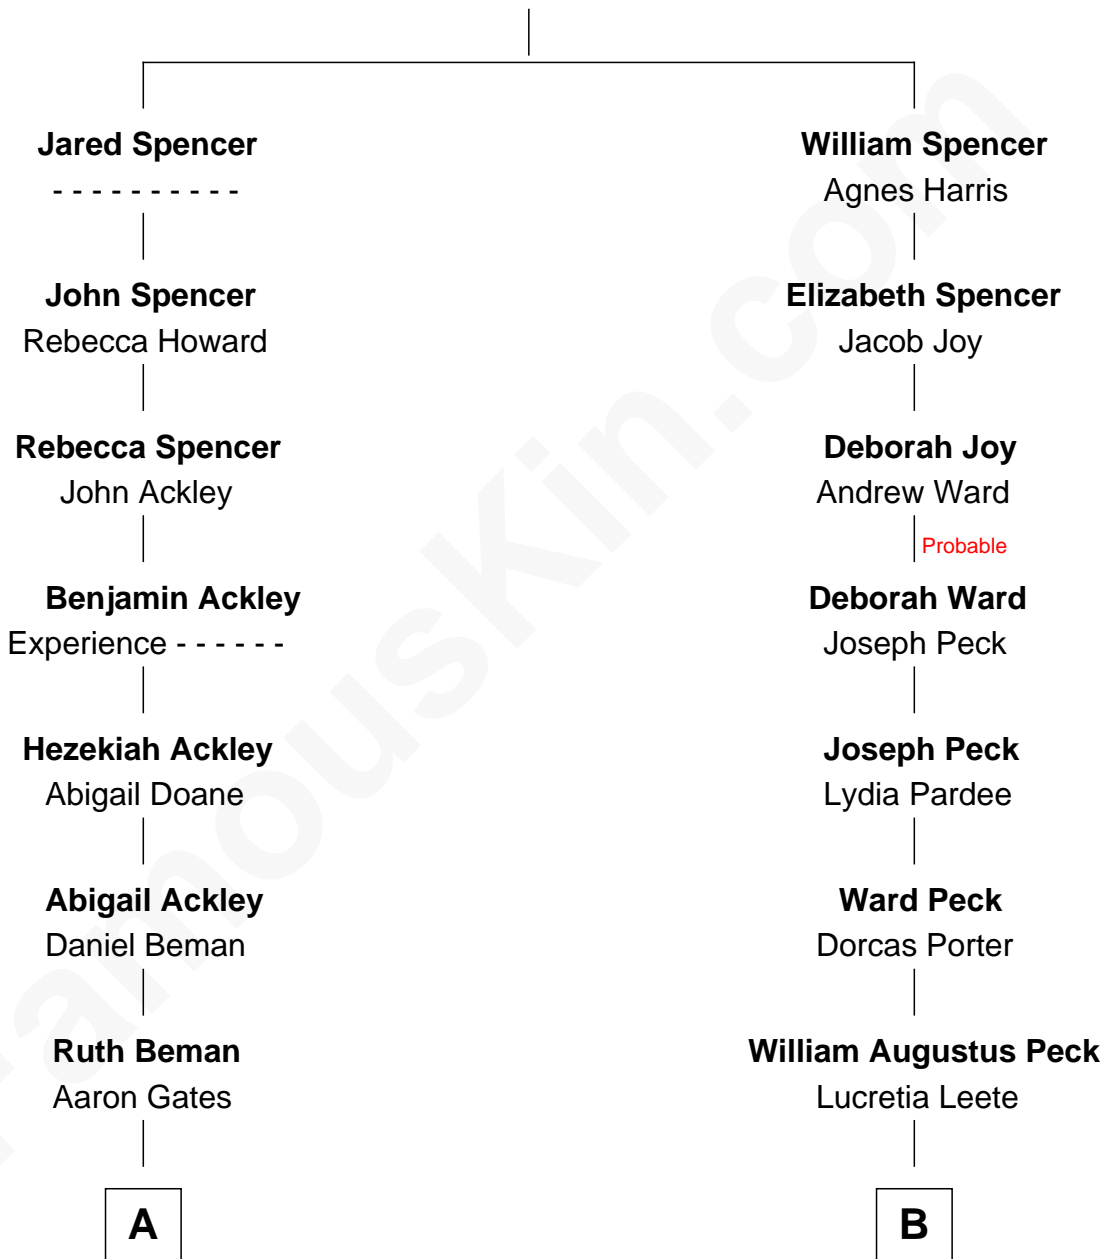 Jared Spencer
- - - - - - - - - -
John Spencer
Rebecca Howard
Rebecca Spencer
John Ackley
Benjamin Ackley
Experience - - - - - -
Hezekiah Ackley
Abigail Doane
Abigail Ackley
Daniel Beman
Ruth Beman
Aaron Gates
A
William Spencer
Agnes Harris
Elizabeth Spencer
Jacob Joy
Deborah Joy
Andrew Ward
Probable
Deborah Ward
Joseph Peck
Joseph Peck
Lydia Pardee
Ward Peck
Dorcas Porter
William Augustus Peck
Lucretia Leete
B
FamousKin.com